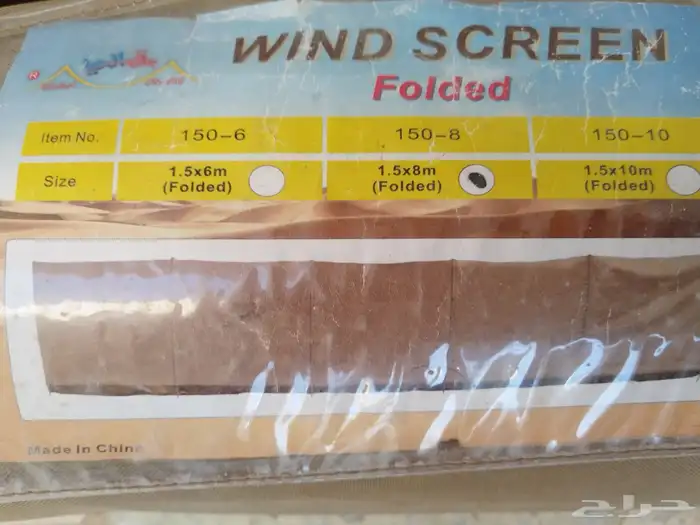 WIND SCREEN
®
Folded
Item No. 150-6 150-8 150-10
Size 1.5x6m (Folded) 1.5x8m (Folded) 1.5x10m (Folded)
Made In China
حراج